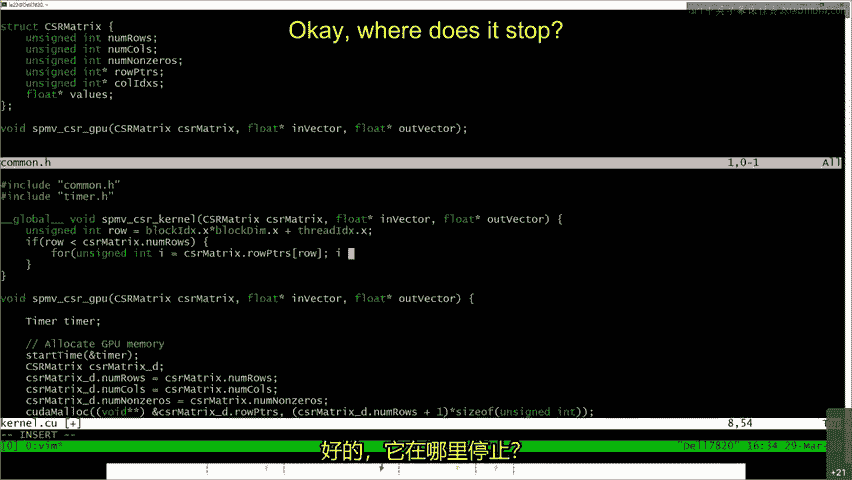 Okay, where does it stop?
struct CSRMatrix {
unsigned int numRows;
unsigned int numCols;
unsigned int numNonzeros;
unsigned int* rowPtrs;
unsigned int* colIdxs;
float* values;
};
void spmv_csr_gpu(CSRMatrix csrMatrix, float* inVector, float* outVector);
common.h 1,0-1 All
#include "common.h"
#include "timer.h"
__global__ void spmv_csr_kernel(CSRMatrix csrMatrix, float* inVector, float* outVector) {
unsigned int row = blockIdx.x*blockDim.x + threadIdx.x;
if(row < csrMatrix.numRows) {
for(unsigned int i = csrMatrix.rowPtrs[row]; i
}
}
void spmv_csr_gpu(CSRMatrix csrMatrix, float* inVector, float* outVector) {
Timer timer;
// Allocate GPU memory
startTime(&timer);
CSRMatrix csrMatrix_d;
csrMatrix_d.numRows = csrMatrix.numRows;
csrMatrix_d.numCols = csrMatrix.numCols;
csrMatrix_d.numNonzeros = csrMatrix.numNonzeros;
cudaMalloc((void**) &csrMatrix_d.rowPtrs, (csrMatrix_d.numRows + 1)*sizeof(unsigned int));
kernel.cu [+] 8,54
-- INSERT --
"Dell7820" 16:34 29-Mar-
好的，它在哪里停止？
+21